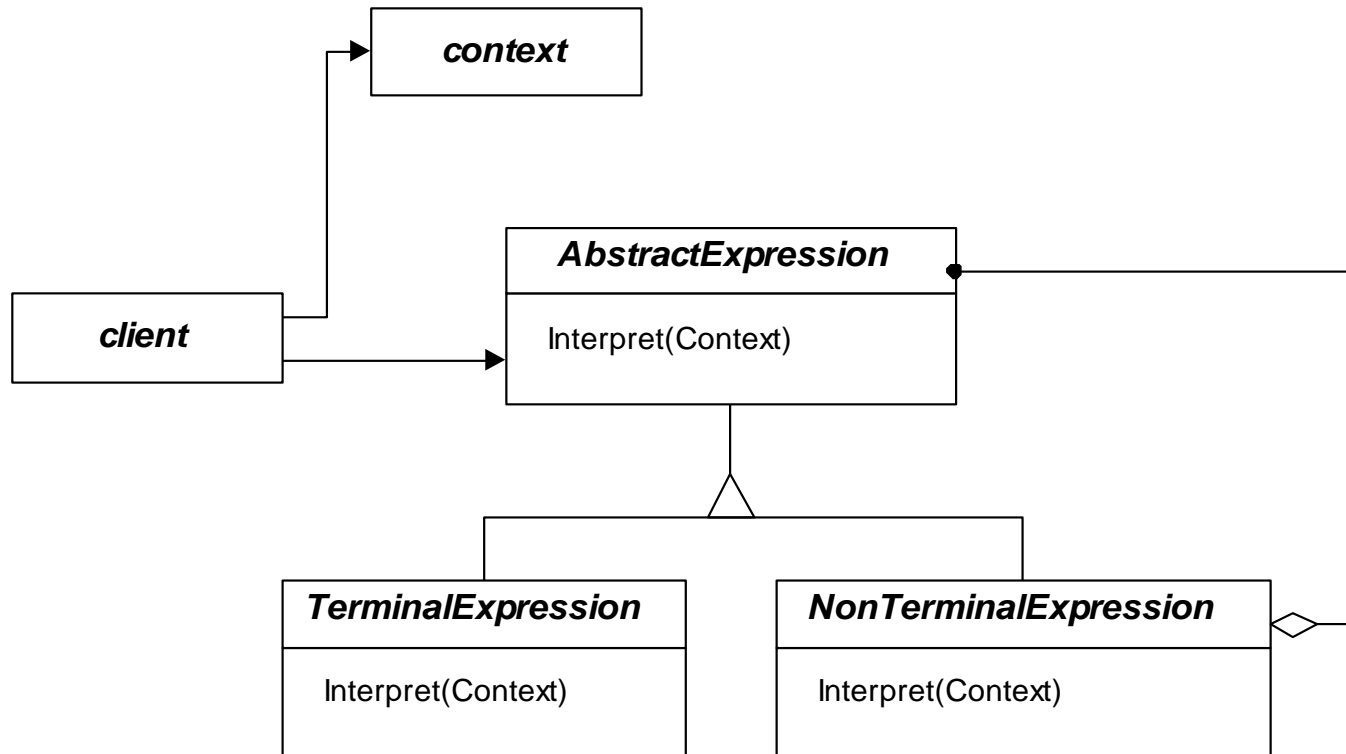 context
AbstractExpression
client
Interpret(Context)
TerminalExpression
NonTerminalExpression
Interpret(Context)
Interpret(Context)